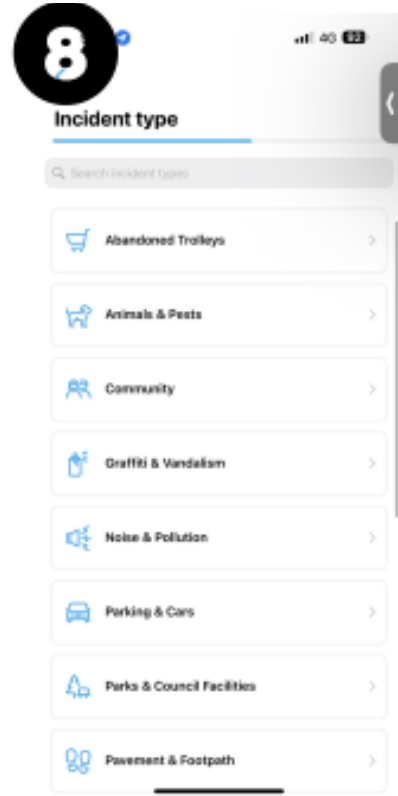 8
4G 92
Incident type
Search incident types
Abandoned Trolleys
Animals & Pests
Community
Graffiti & Vandalism
Noise & Pollution
Parking & Cars
Parks & Council Facilities
Pavement & Footpath